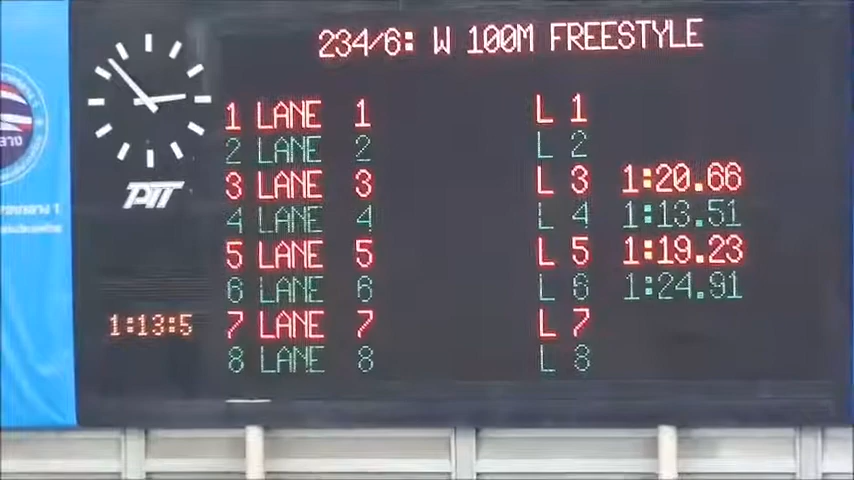 234/6: W 100M FREESTYLE
1 LANE 1 L 1
2 LANE 2 L 2
3 LANE 3 L 3 1:20.66
4 LANE 4 L 4 1:13.51
5 LANE 5 L 5 1:19.23
6 LANE 6 L 6 1:24.91
7 LANE 7 L 7
8 LANE 8 L 8
PTT
1:13:5